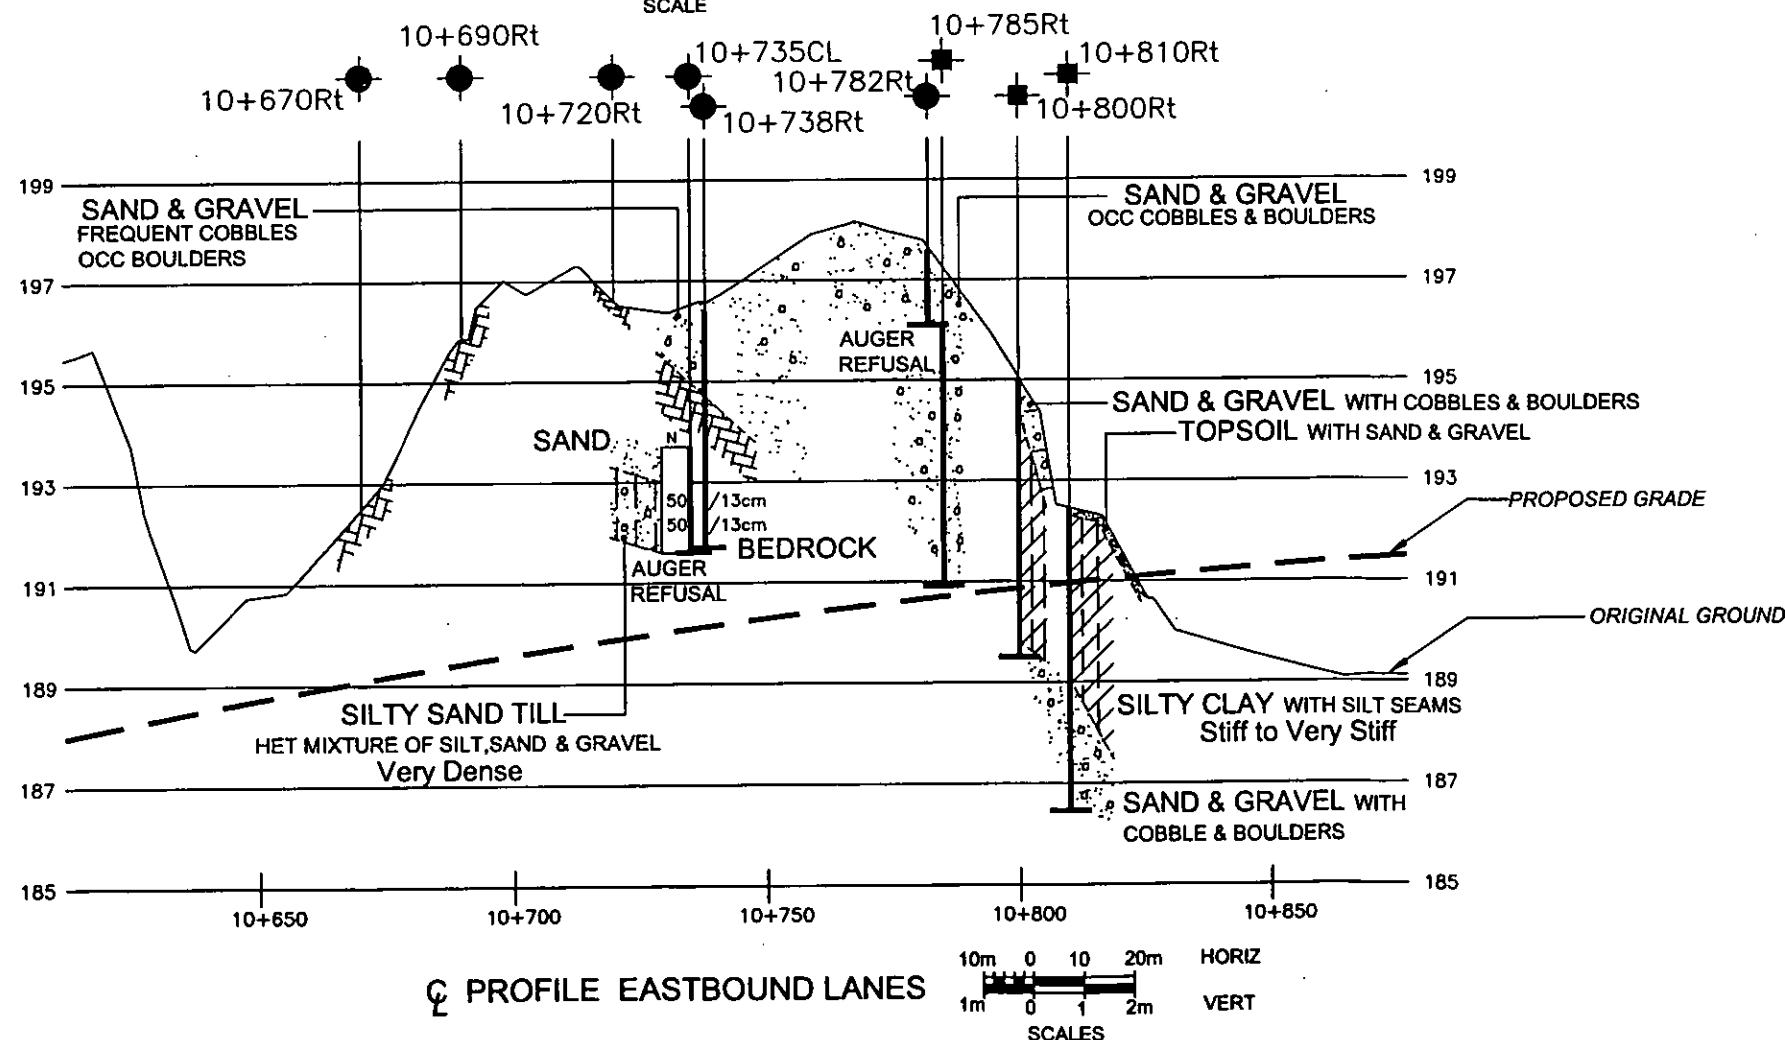 SCALE
10+785Rt
10+690Rt
10+735CL
10+810Rt
10+782Rt
10+670Rt
10+720Rt
10+738Rt
10+800Rt
199
199
SAND & GRAVEL
FREQUENT COBBLES
OCC BOULDERS
SAND & GRAVEL
OCC COBBLES & BOULDERS
197
197
AUGER
REFUSAL
195
195
SAND & GRAVEL WITH COBBLES & BOULDERS
TOPSOIL WITH SAND & GRAVEL
SAND
N
193
193
50
13cm
50
13cm
PROPOSED GRADE
BEDROCK
AUGER
REFUSAL
191
191
ORIGINAL GROUND
189
189
SILTY SAND TILL
HET MIXTURE OF SILT,SAND & GRAVEL
Very Dense
SILTY CLAY WITH SILT SEAMS
Stiff to Very Stiff
187
187
SAND & GRAVEL WITH
COBBLE & BOULDERS
185
185
10+650
10+700
10+750
10+800
10+850
℄ PROFILE EASTBOUND LANES
10m 0 10 20m HORIZ
1m 0 1 2m VERT
SCALES